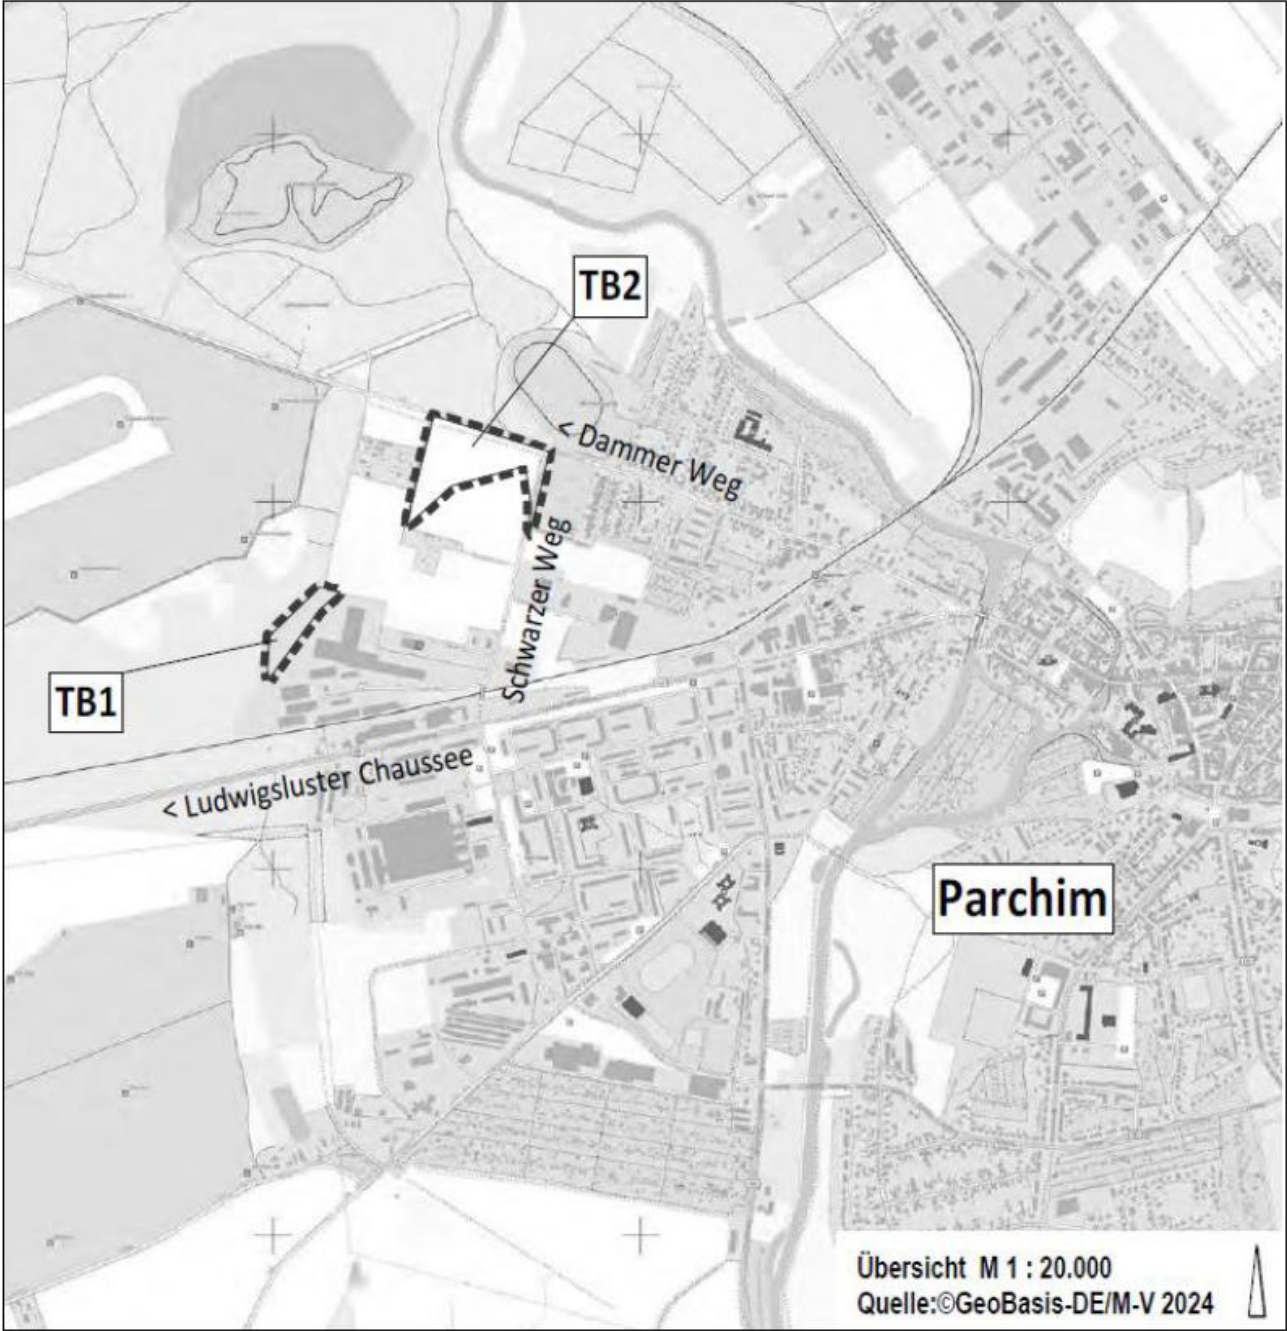 TB2
< Dammer Weg
Schwarzer Weg
TB1
< Ludwigsluster Chaussee
Parchim
Übersicht M 1 : 20.000
Quelle:©GeoBasis-DE/M-V 2024